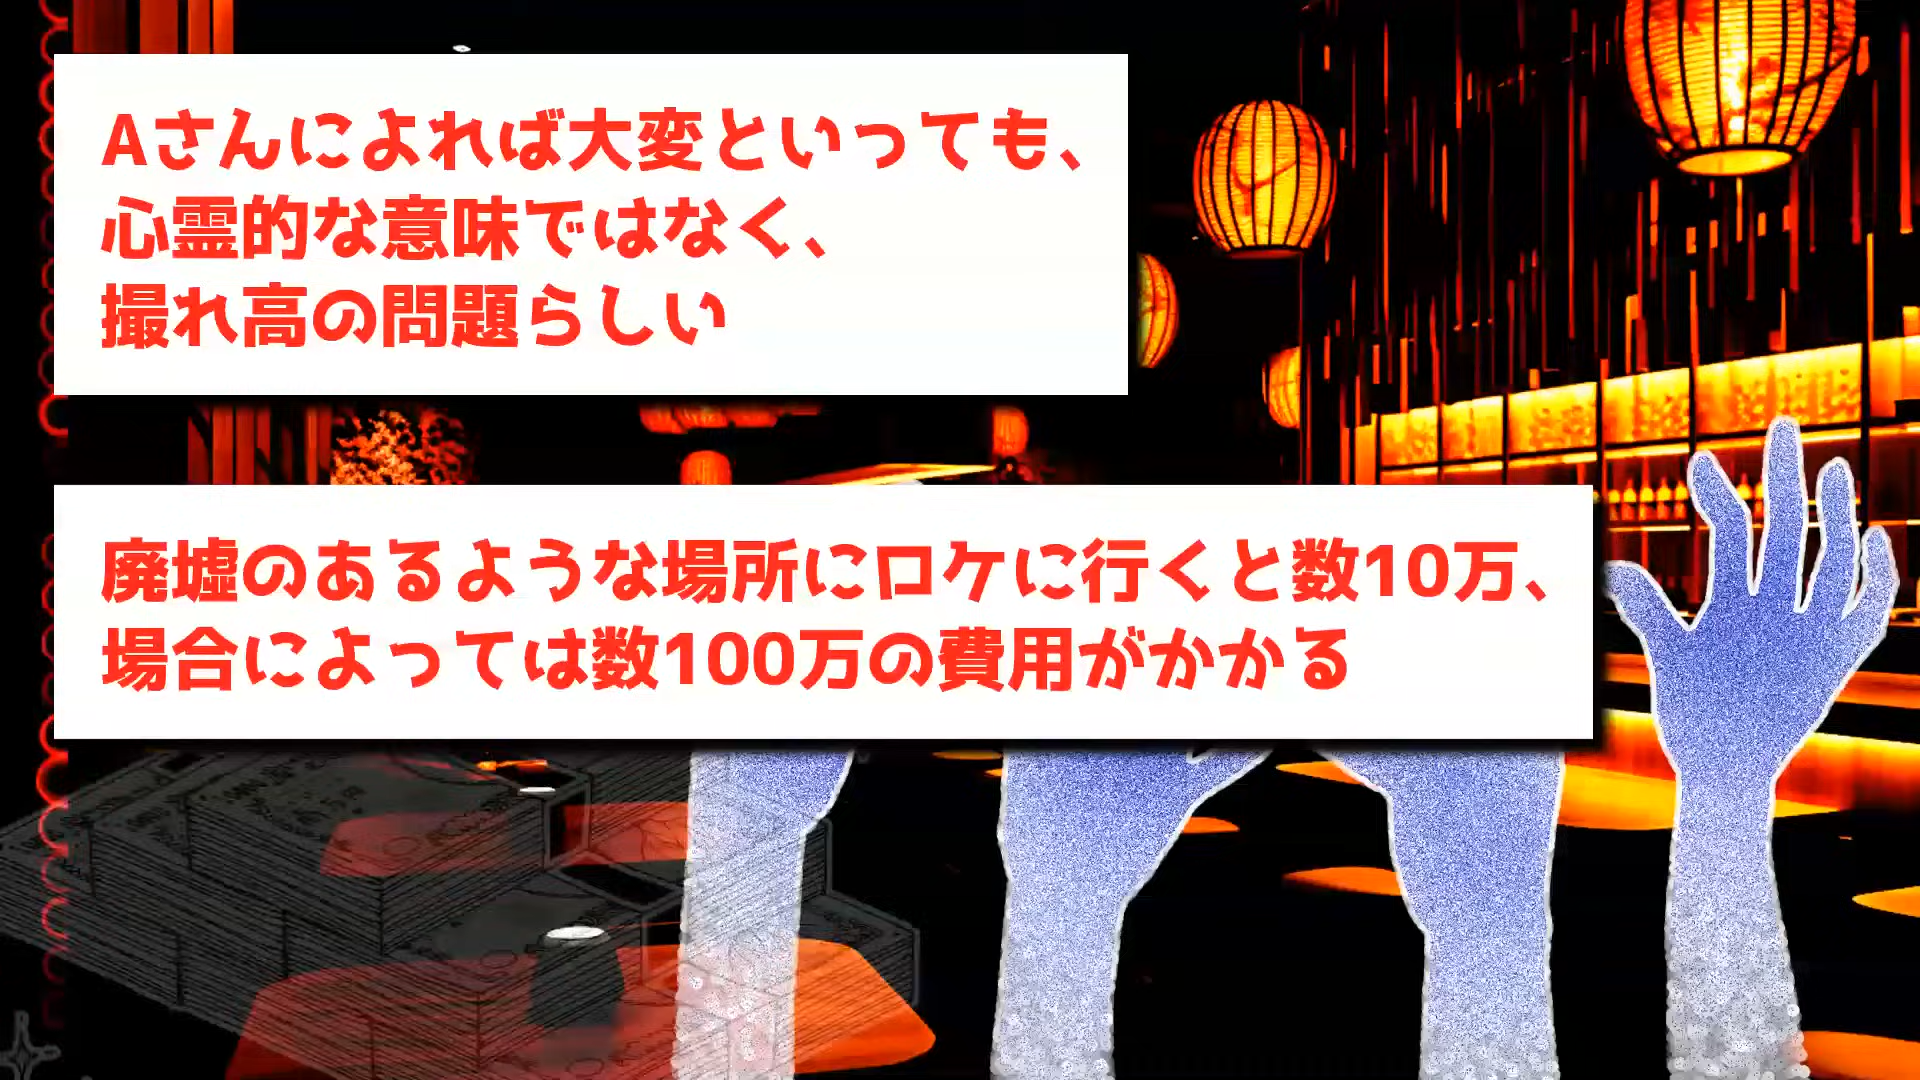 Aさんによれば大変といっても、
心霊的な意味ではなく、
撮れ高の問題らしい
廃墟のあるような場所にロケに行くと数10万、
場合によっては数100万の費用がかかる